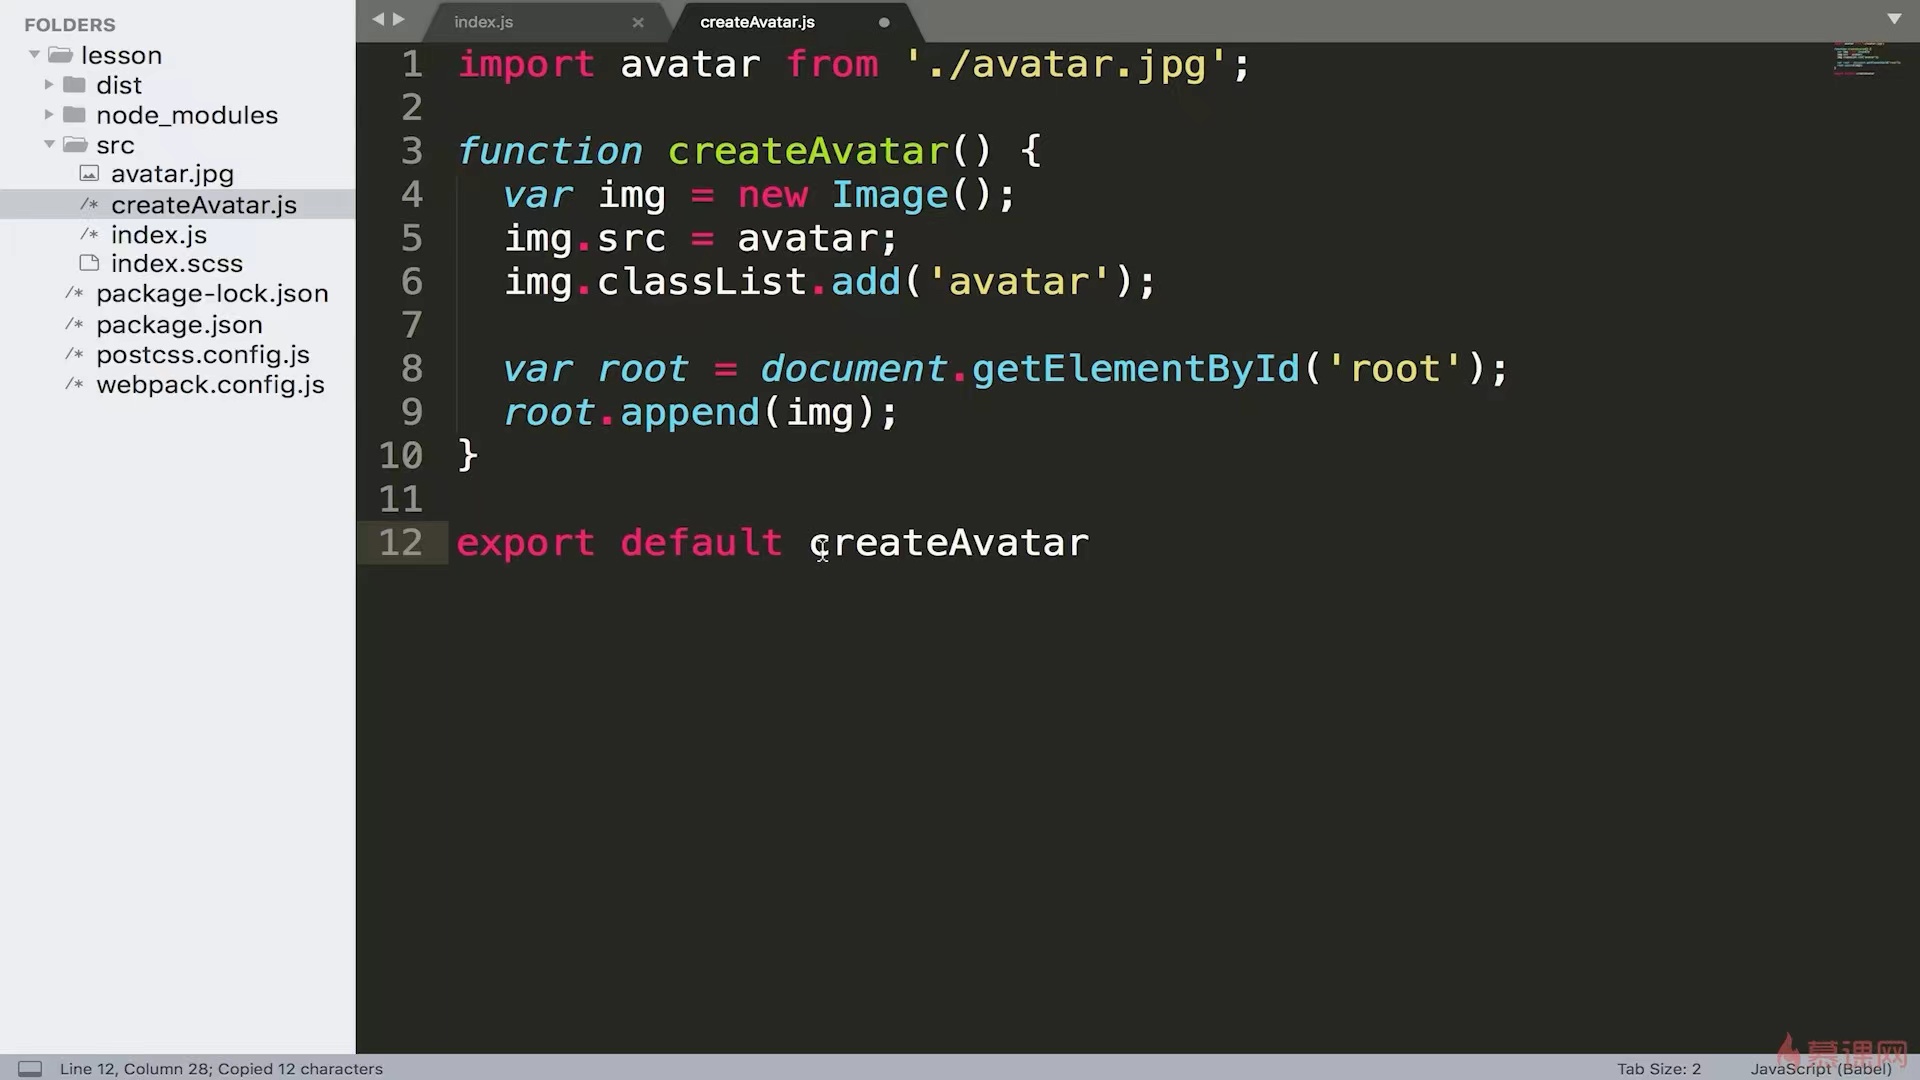 FOLDERS
lesson
dist
node_modules
src
avatar.jpg
/* createAvatar.js
/* index.js
index.scss
/* package-lock.json
/* package.json
/* postcss.config.js
/* webpack.config.js
index.js ×
createAvatar.js
1 import avatar from './avatar.jpg';
2
3 function createAvatar() {
4 var img = new Image();
5 img.src = avatar;
6 img.classList.add('avatar');
7
8 var root = document.getElementById('root');
9 root.append(img);
10 }
11
12 export default createAvatar
Line 12, Column 28; Copied 12 characters
Tab Size: 2
JavaScript (Babel)
慕课网